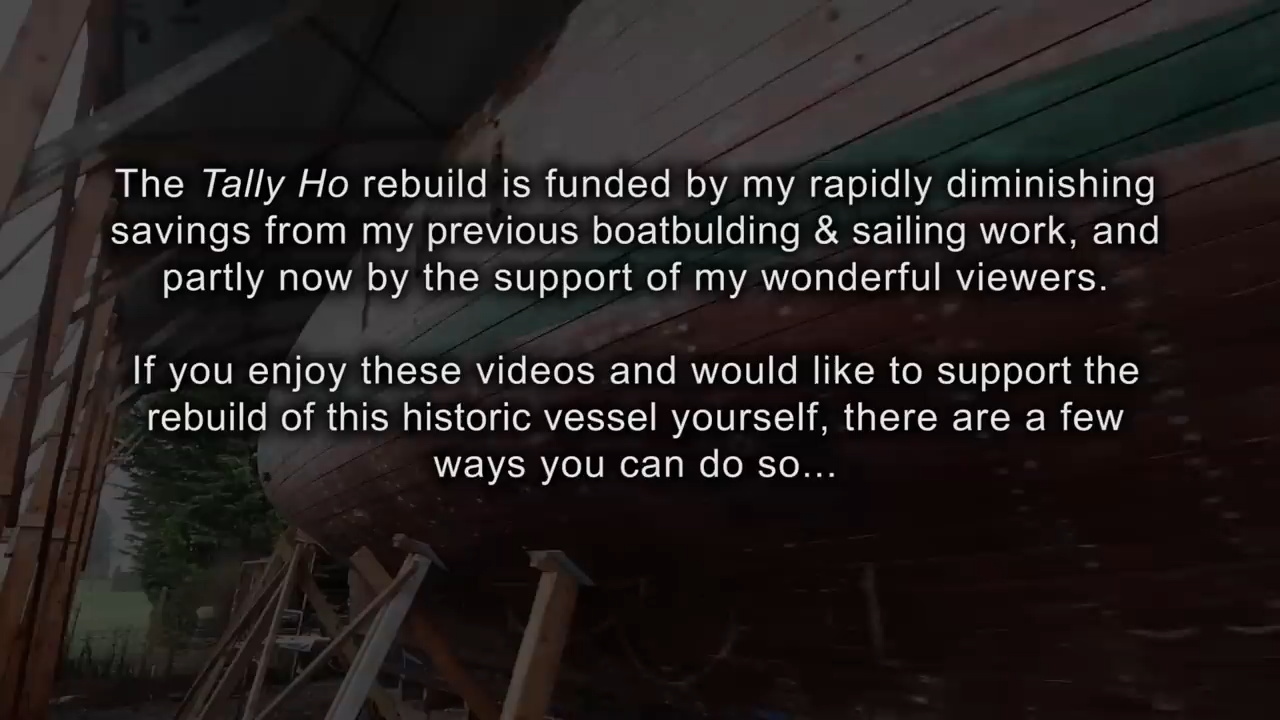 The Tally Ho rebuild is funded by my rapidly diminishing
savings from my previous boatbulding & sailing work, and
partly now by the support of my wonderful viewers.
If you enjoy these videos and would like to support the
rebuild of this historic vessel yourself, there are a few
ways you can do so...